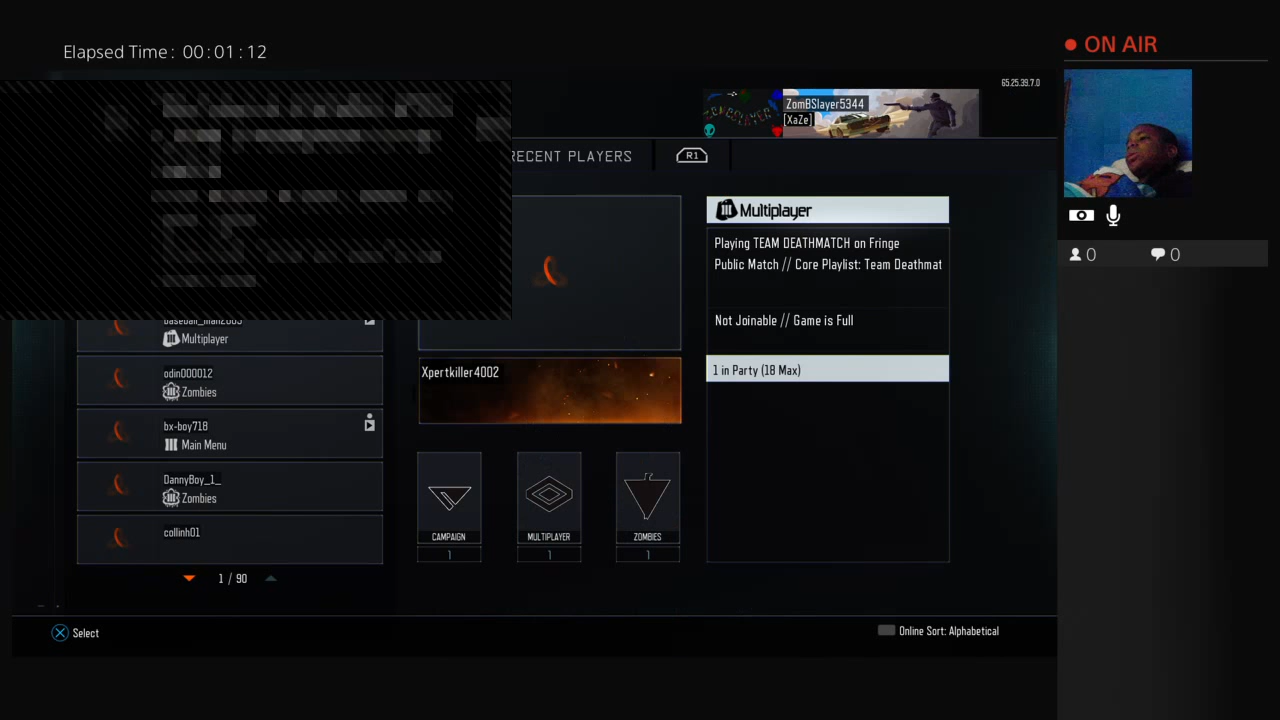 Elapsed Time: 00:01:12
ON AIR
65.25.39.7.0
ZomBSlayer5344
[XaZe]
RECENT PLAYERS
R1
Multiplayer
Playing TEAM DEATHMATCH on Fringe
Public Match // Core Playlist: Team Deathmat
Not Joinable // Game is Full
1 in Party (18 Max)
Multiplayer
odin000012
Zombies
bx-boy718
Main Menu
DannyBoy_1_
Zombies
collinh01
1 / 90
Xpertkiller4002
CAMPAIGN
1
MULTIPLAYER
1
ZOMBIES
1
0
0
Select
Online Sort: Alphabetical